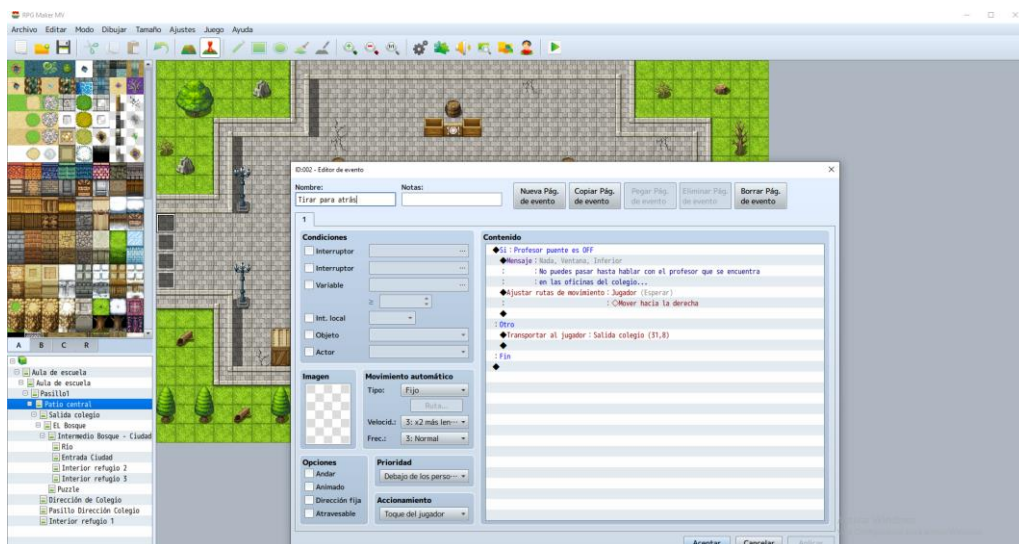 RPG Maker MV
Archivo Editar Modo Dibujar Tamaño Ajustes Juego Ayuda
A B C R
Aula de escuela
Aula de escuela
Pasillo1
Patio central
Salida colegio
EL Bosque
Intermedio Bosque - Ciudad
Río
Entrada Ciudad
Interior refugio 2
Interior refugio 3
Puzzle
Dirección de Colegio
Pasillo Dirección Colegio
Interior refugio 1
ID:002 - Editor de evento
Nombre: Notas:
Tirar para atrás
Nueva Pág. de evento
Copiar Pág. de evento
Pegar Pág. de evento
Eliminar Pág. de evento
Borrar Pág. de evento
1
Condiciones
Interruptor ...
Interruptor ...
Variable ...
≥
Int. local
Objeto
Actor
Imagen
Movimiento automático
Tipo: Fijo
Ruta...
Velocid.: 3: x2 más len...
Frec.: 3: Normal
Opciones
Andar
Animado
Dirección fija
Atravesable
Prioridad
Debajo de los perso...
Accionamiento
Toque del jugador
Contenido
◆Si : Profesor puente es OFF
◆Mensaje : Nada, Ventana, Inferior
: : No puedes pasar hasta hablar con el profesor que se encuentra
: : en las oficinas del colegio...
◆Ajustar rutas de movimiento : Jugador (Esperar)
: : ◇Mover hacia la derecha
◆
: Otro
◆Transportar al jugador : Salida colegio (31,8)
◆
: Fin
◆
Aceptar Cancelar Aplicar